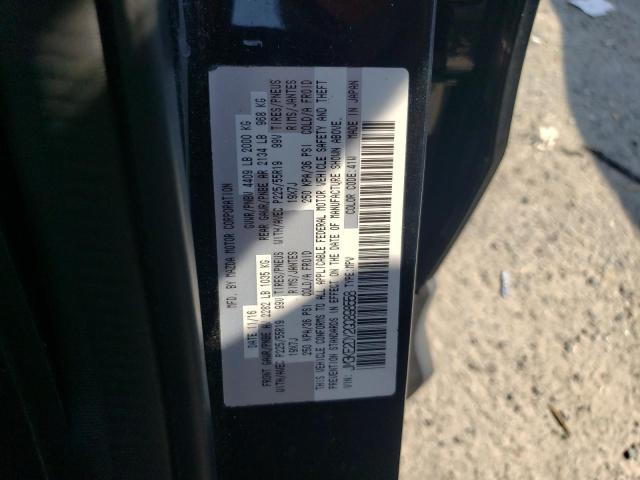 MFD. BY MAZDA MOTOR CORPORATION
DATE: 11/16 GVWR/PNBV 4409 LB 2000 KG
FRONT GAWR/PNBE AV 2282 LB 1035 KG REAR GAWR/PNBE AR 2134 LB 968 KG
WITH/AVEC P225/55R19 99V TIRES/PNEUS WITH/AVEC P225/55R19 99V TIRES/PNEUS
19X7J RIMS/JANTES 19X7J RIMS/JANTES
250 KPA/36 PSI COLD/A FROID 250 KPA/36 PSI COLD/A FROID
THIS VEHICLE CONFORMS TO ALL APPLICABLE FEDERAL MOTOR VEHICLE SAFETY AND THEFT
PREVENTION STANDARDS IN EFFECT ON THE DATE OF MANUFACTURE SHOWN ABOVE.
VIN: TYPE:MPV COLOR CODE:41W MADE IN JAPAN